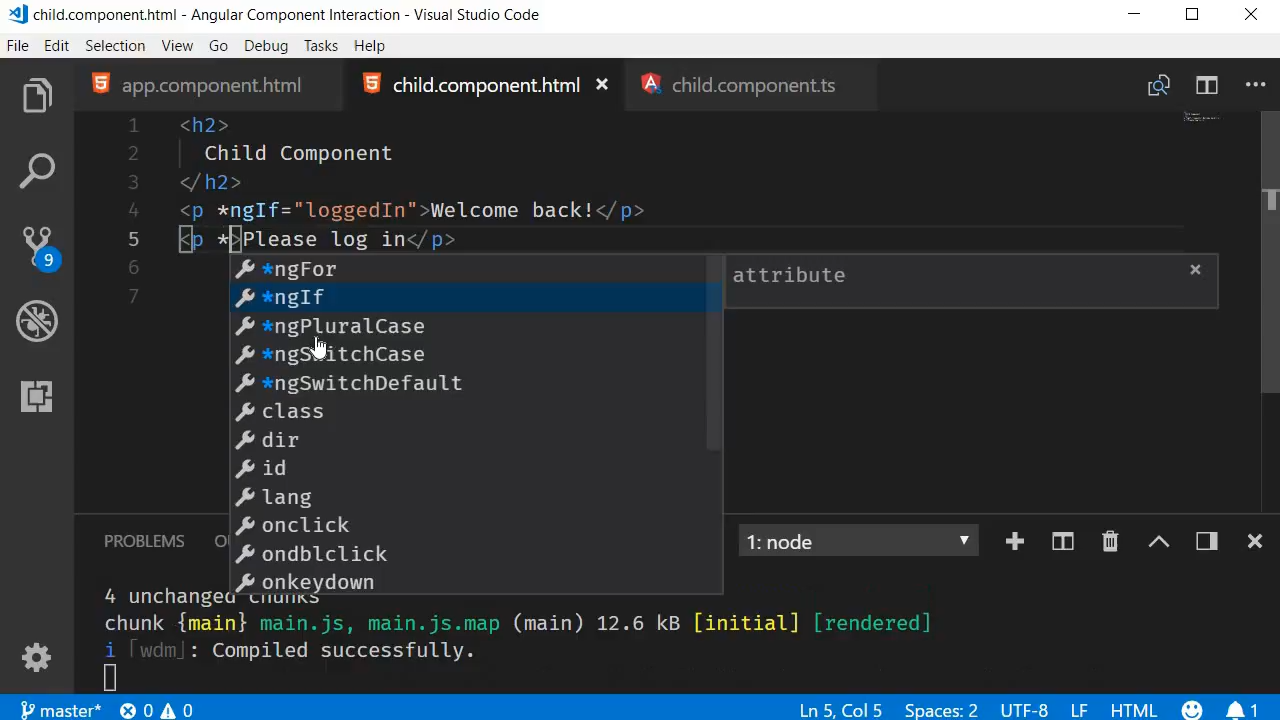 child.component.html - Angular Component Interaction - Visual Studio Code
File Edit Selection View Go Debug Tasks Help
app.component.html child.component.html child.component.ts
1 <h2>
2 Child Component
3 </h2>
4 <p *ngIf="loggedIn">Welcome back!</p>
5 <p *>Please log in</p>
6
7
*ngFor
attribute
*ngIf
*ngPluralCase
*ngSwitchCase
*ngSwitchDefault
class
dir
id
lang
onclick
ondblclick
onkeydown
9
PROBLEMS OU 1: node
4 unchanged chunks
chunk {main} main.js, main.js.map (main) 12.6 kB [initial] [rendered]
i ｢wdm｣: Compiled successfully.
master* 0 0 Ln 5, Col 5 Spaces: 2 UTF-8 LF HTML 1